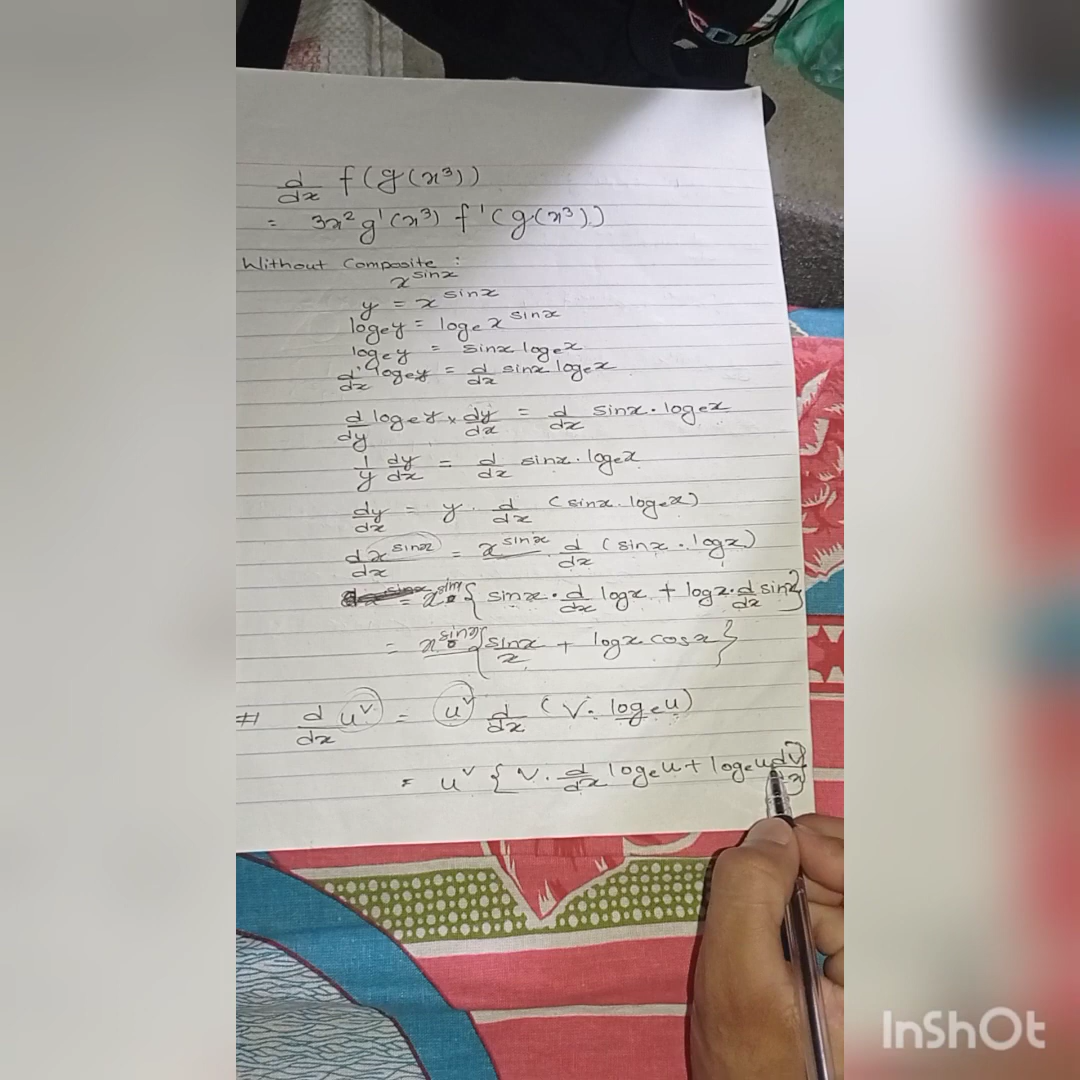 d/dx f(g(x³))
= 3x² g'(x³) f'(g(x³))
Without Composite :
x^sinx
y = x^sinx
logₑy = logₑx^sinx
logₑy = sinx logₑx
d/dx logₑy = d/dx sinx logₑx
d/dy logₑy × dy/dx = d/dx sinx · logₑx
1/y dy/dx = d/dx sinx · logₑx
dy/dx = y · d/dx (sinx · logₑx)
d/dx x^sinx = x^sinx d/dx (sinx · logx)
= x^sinx { sinx · d/dx logx + logx · d/dx sinx }
= x^sinx { sinx/x + logx cosx }
# d/dx u^v = u^v d/dx (v · logₑu)
= u^v { v · d/dx logₑu + logₑu dv/dx }
InShOt